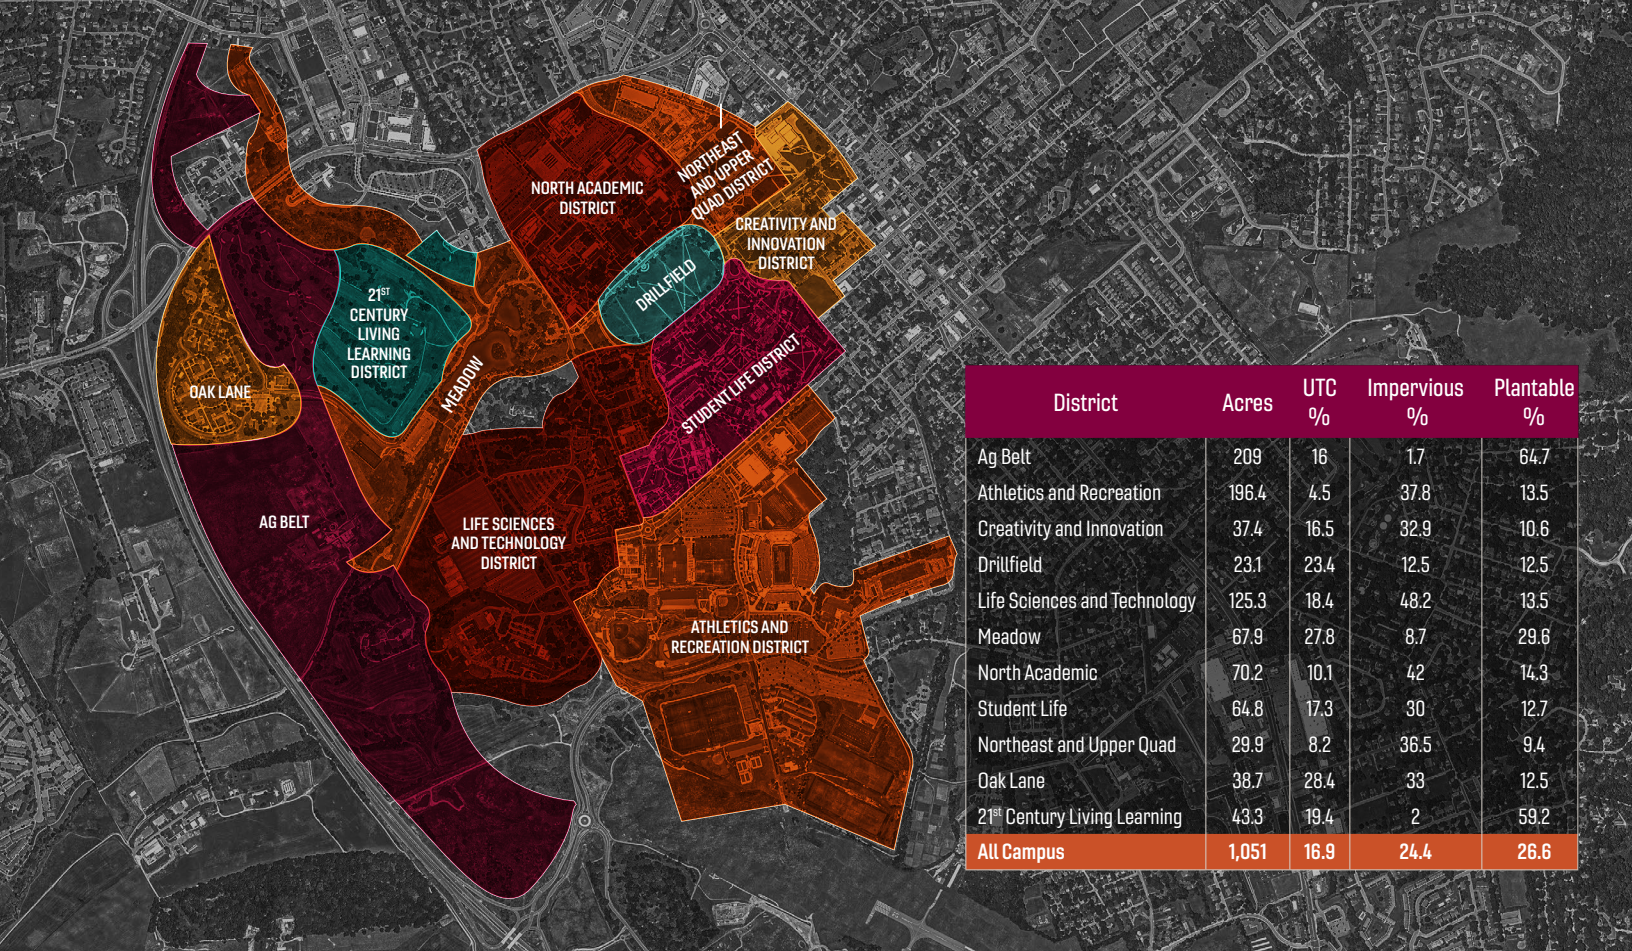 NORTH ACADEMIC
DISTRICT
NORTHEAST
AND UPPER
QUAD DISTRICT
CREATIVITY AND
INNOVATION
DISTRICT
DRILLFIELD
21ST
CENTURY
LIVING
LEARNING
DISTRICT
MEADOW
OAK LANE
STUDENT LIFE DISTRICT
AG BELT
LIFE SCIENCES
AND TECHNOLOGY
DISTRICT
ATHLETICS AND
RECREATION DISTRICT
District Acres UTC % Impervious % Plantable %
Ag Belt 209 16 1.7 64.7
Athletics and Recreation 196.4 4.5 37.8 13.5
Creativity and Innovation 37.4 16.5 32.9 10.6
Drillfield 23.1 23.4 12.5 12.5
Life Sciences and Technology 125.3 18.4 48.2 13.5
Meadow 67.9 27.8 8.7 29.6
North Academic 70.2 10.1 42 14.3
Student Life 64.8 17.3 30 12.7
Northeast and Upper Quad 29.9 8.2 36.5 9.4
Oak Lane 38.7 28.4 33 12.5
21st Century Living Learning 43.3 19.4 2 59.2
All Campus 1,051 16.9 24.4 26.6